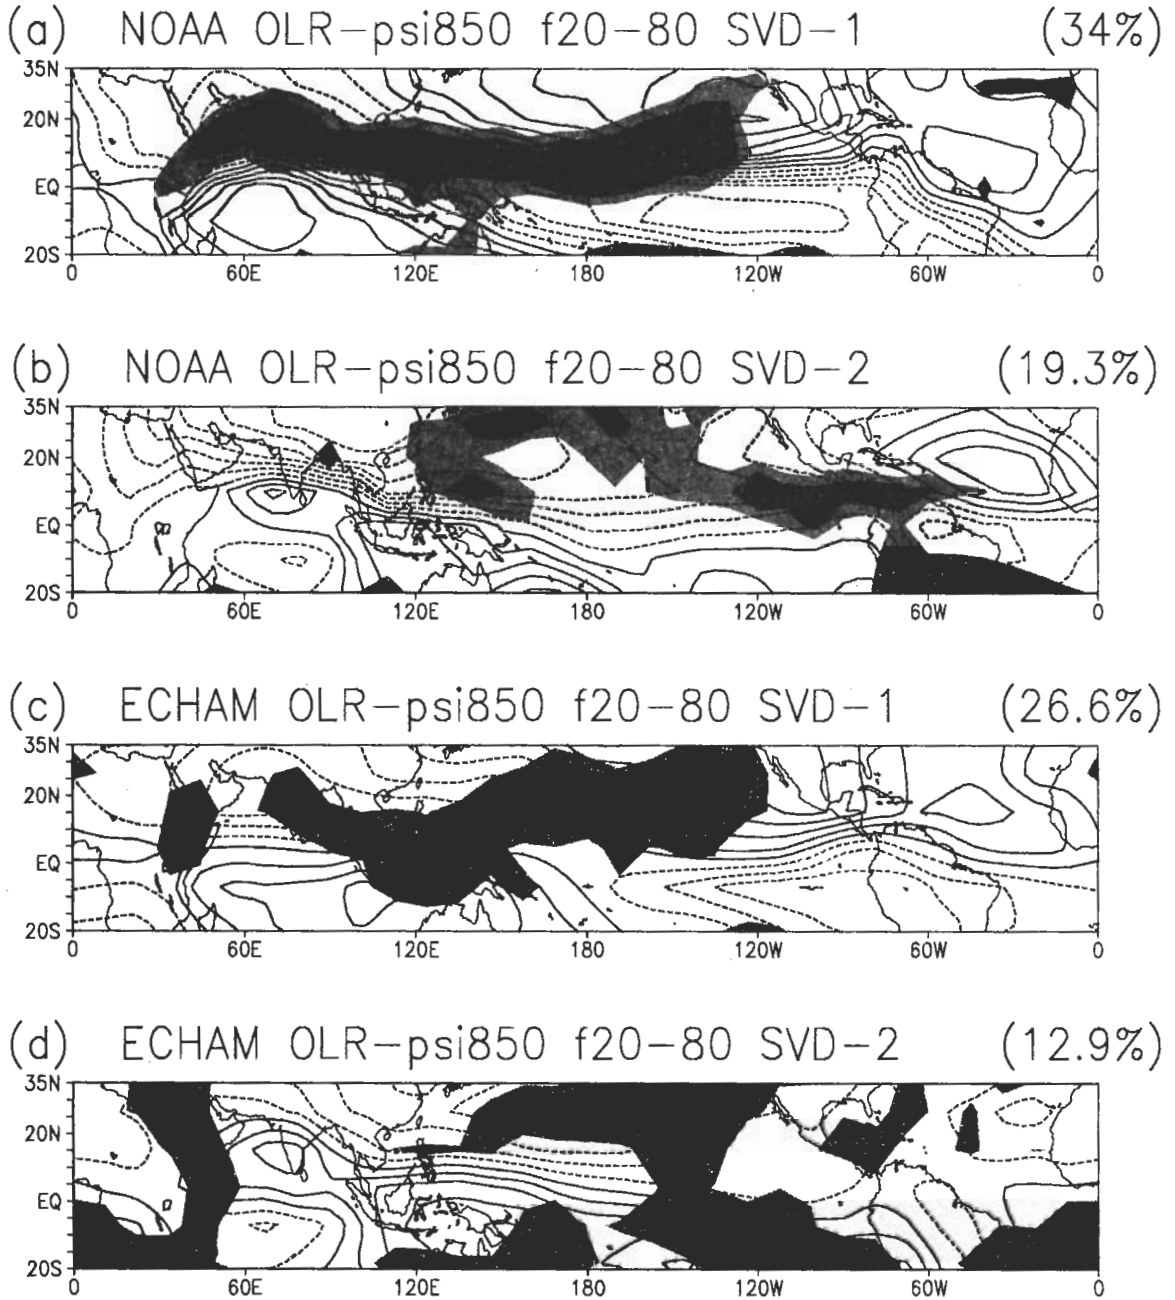 (a) NOAA OLR-psi850 f20-80 SVD-1 (34%)
35N
20N
EQ
20S
0 60E 120E 180 120W 60W 0
(b) NOAA OLR-psi850 f20-80 SVD-2 (19.3%)
35N
20N
EQ
20S
0 60E 120E 180 120W 60W 0
(c) ECHAM OLR-psi850 f20-80 SVD-1 (26.6%)
35N
20N
EQ
20S
0 60E 120E 180 120W 60W 0
(d) ECHAM OLR-psi850 f20-80 SVD-2 (12.9%)
35N
20N
EQ
20S
0 60E 120E 180 120W 60W 0